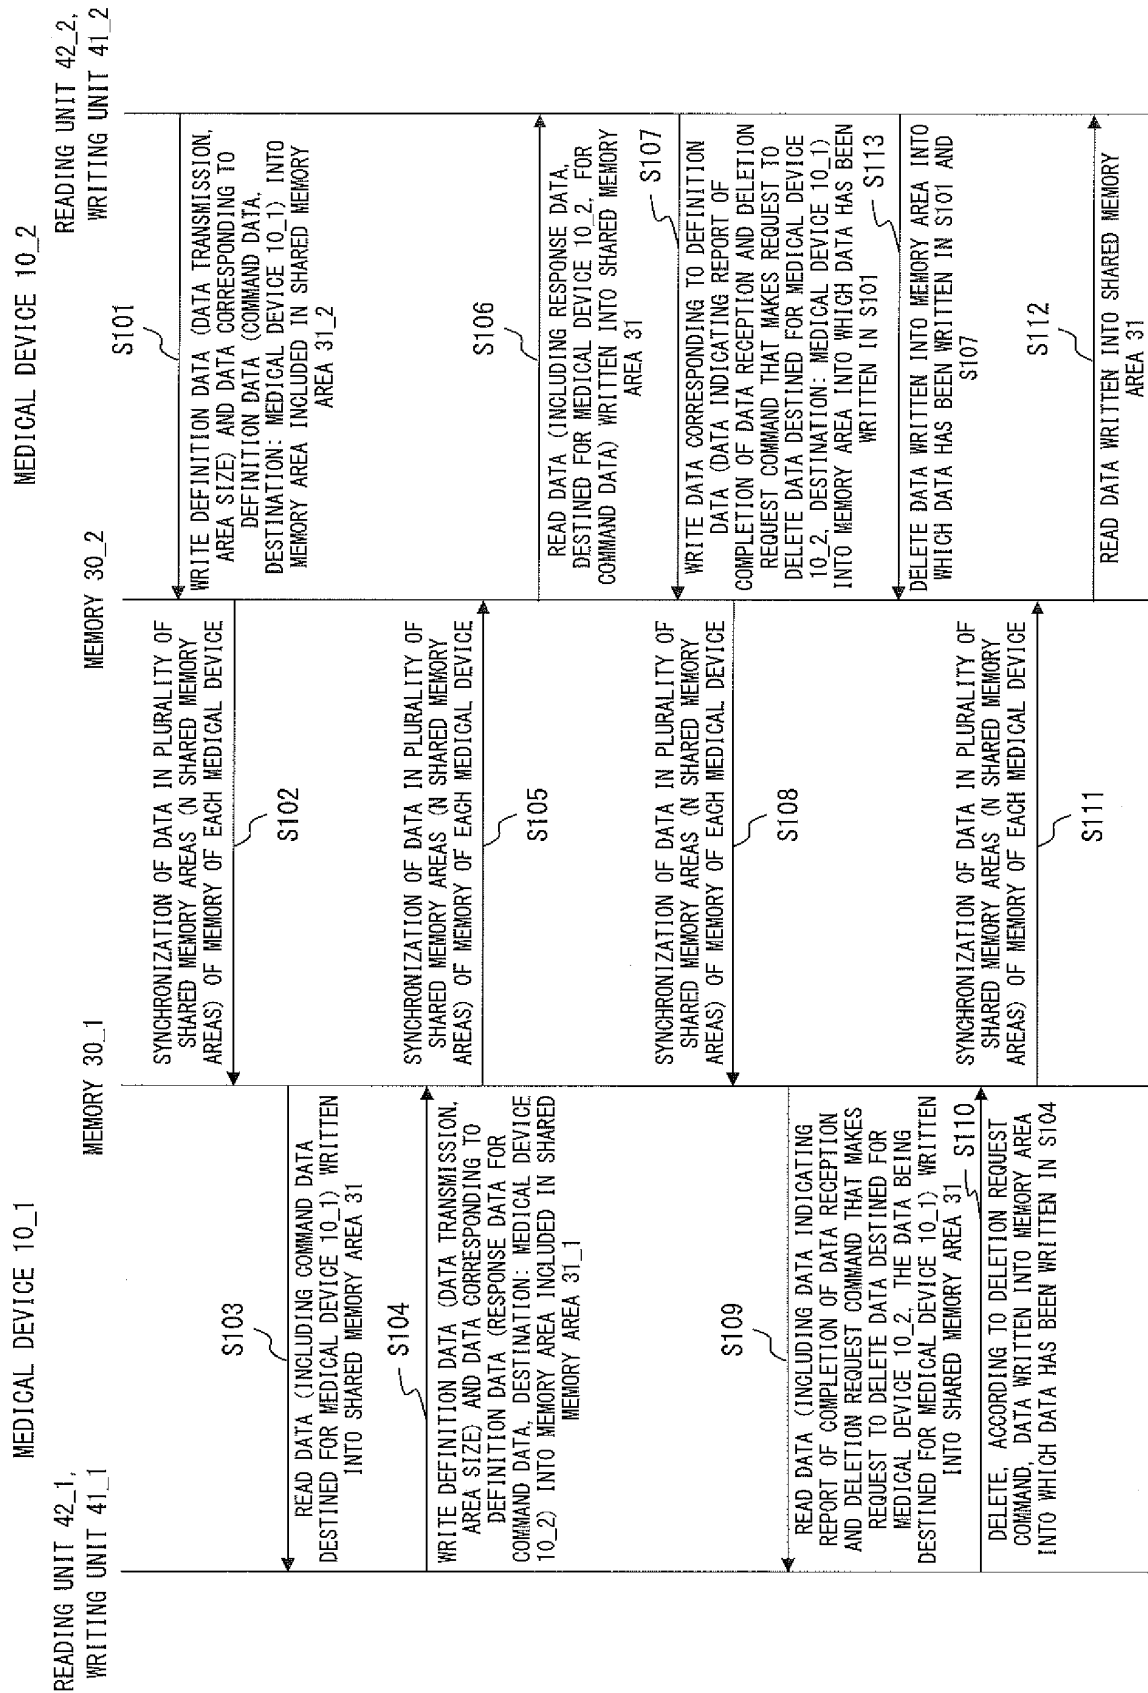 MEDICAL DEVICE 10_1
MEDICAL DEVICE 10_2
READING UNIT 42_1,
WRITING UNIT 41_1
MEMORY 30_1
MEMORY 30_2
READING UNIT 42_2,
WRITING UNIT 41_2
S101
WRITE DEFINITION DATA (DATA TRANSMISSION,
AREA SIZE) AND DATA CORRESPONDING TO
DEFINITION DATA (COMMAND DATA,
DESTINATION: MEDICAL DEVICE 10_1) INTO
MEMORY AREA INCLUDED IN SHARED MEMORY
AREA 31_2
SYNCHRONIZATION OF DATA IN PLURALITY OF
SHARED MEMORY AREAS (N SHARED MEMORY
AREAS) OF MEMORY OF EACH MEDICAL DEVICE
S102
S103
READ DATA (INCLUDING COMMAND DATA
DESTINED FOR MEDICAL DEVICE 10_1) WRITTEN
INTO SHARED MEMORY AREA 31
S104
WRITE DEFINITION DATA (DATA TRANSMISSION,
AREA SIZE) AND DATA CORRESPONDING TO
DEFINITION DATA (RESPONSE DATA FOR
COMMAND DATA, DESTINATION: MEDICAL DEVICE
10_2) INTO MEMORY AREA INCLUDED IN SHARED
MEMORY AREA 31_1
SYNCHRONIZATION OF DATA IN PLURALITY OF
SHARED MEMORY AREAS (N SHARED MEMORY
AREAS) OF MEMORY OF EACH MEDICAL DEVICE
S105
S106
READ DATA (INCLUDING RESPONSE DATA,
DESTINED FOR MEDICAL DEVICE 10_2, FOR
COMMAND DATA) WRITTEN INTO SHARED MEMORY
AREA 31
S107
WRITE DATA CORRESPONDING TO DEFINITION
DATA (DATA INDICATING REPORT OF
COMPLETION OF DATA RECEPTION AND DELETION
REQUEST COMMAND THAT MAKES REQUEST TO
DELETE DATA DESTINED FOR MEDICAL DEVICE
10_2, DESTINATION: MEDICAL DEVICE 10_1)
INTO MEMORY AREA INTO WHICH DATA HAS BEEN
WRITTEN IN S101
SYNCHRONIZATION OF DATA IN PLURALITY OF
SHARED MEMORY AREAS (N SHARED MEMORY
AREAS) OF MEMORY OF EACH MEDICAL DEVICE
S108
S109
READ DATA (INCLUDING DATA INDICATING
REPORT OF COMPLETION OF DATA RECEPTION
AND DELETION REQUEST COMMAND THAT MAKES
REQUEST TO DELETE DATA DESTINED FOR
MEDICAL DEVICE 10_2, THE DATA BEING
DESTINED FOR MEDICAL DEVICE 10_1) WRITTEN
INTO SHARED MEMORY AREA 31
S113
DELETE DATA WRITTEN INTO MEMORY AREA INTO
WHICH DATA HAS BEEN WRITTEN IN S101 AND
S107
S110
DELETE, ACCORDING TO DELETION REQUEST
COMMAND, DATA WRITTEN INTO MEMORY AREA
INTO WHICH DATA HAS BEEN WRITTEN IN S104
SYNCHRONIZATION OF DATA IN PLURALITY OF
SHARED MEMORY AREAS (N SHARED MEMORY
AREAS) OF MEMORY OF EACH MEDICAL DEVICE
S111
S112
READ DATA WRITTEN INTO SHARED MEMORY
AREA 31